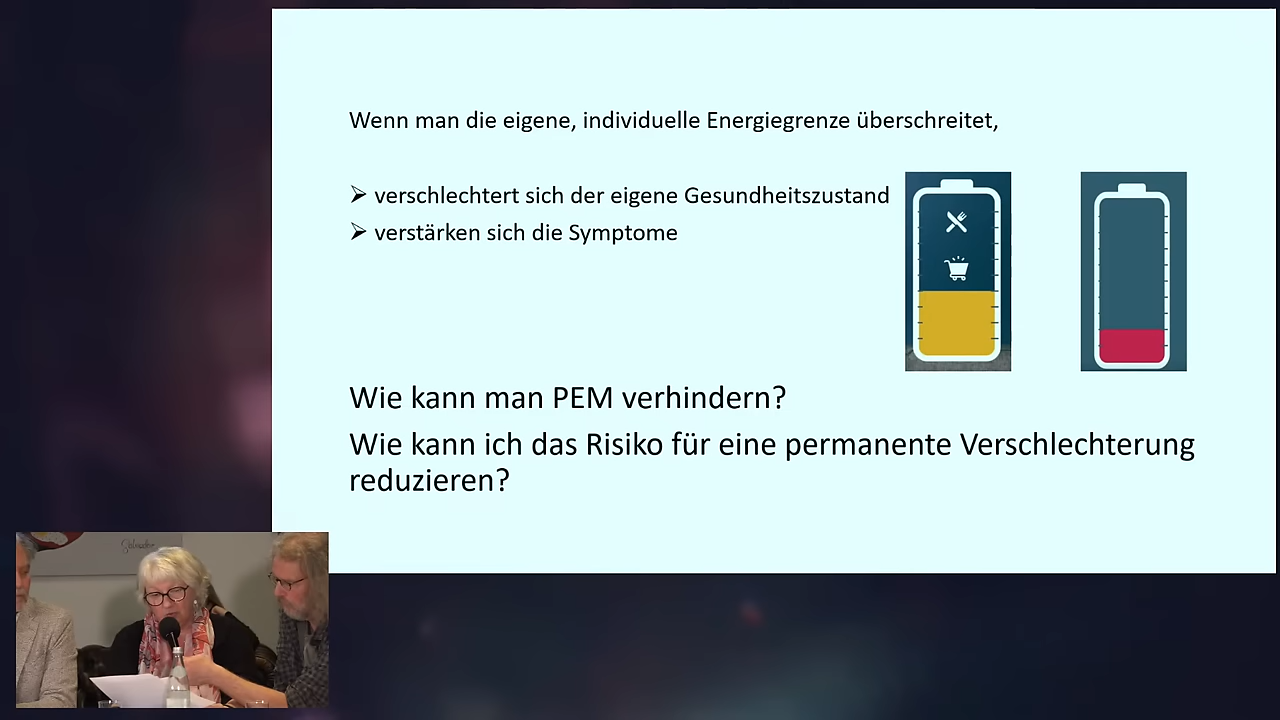 Wenn man die eigene, individuelle Energiegrenze überschreitet,
➢ verschlechtert sich der eigene Gesundheitszustand
➢ verstärken sich die Symptome
Wie kann man PEM verhindern?
Wie kann ich das Risiko für eine permanente Verschlechterung
reduzieren?